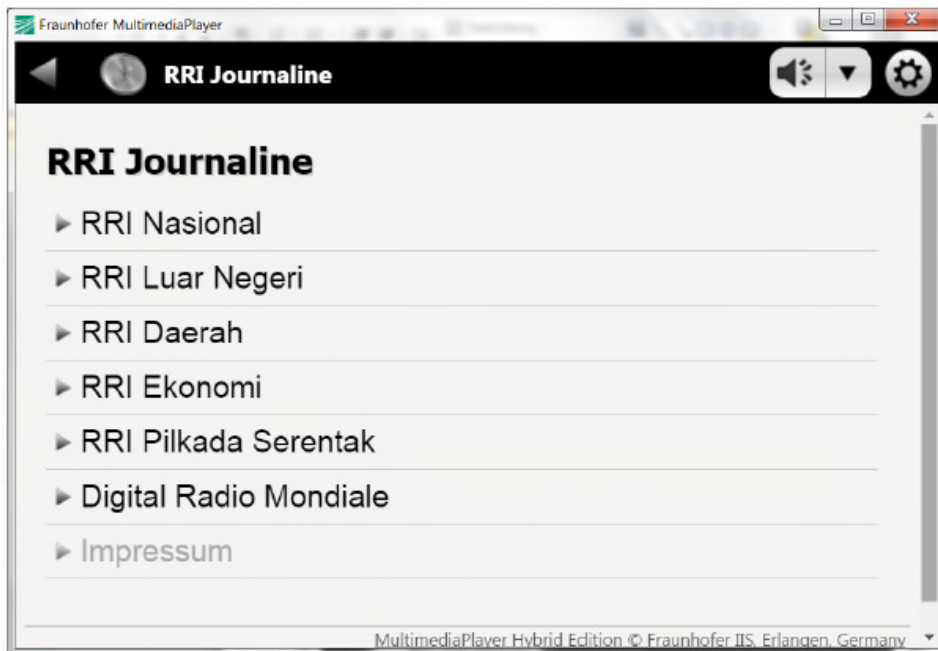 Fraunhofer MultimediaPlayer
RRI Journaline
RRI Journaline
RRI Nasional
RRI Luar Negeri
RRI Daerah
RRI Ekonomi
RRI Pilkada Serentak
Digital Radio Mondiale
Impressum
MultimediaPlayer Hybrid Edition © Fraunhofer IIS, Erlangen, Germany